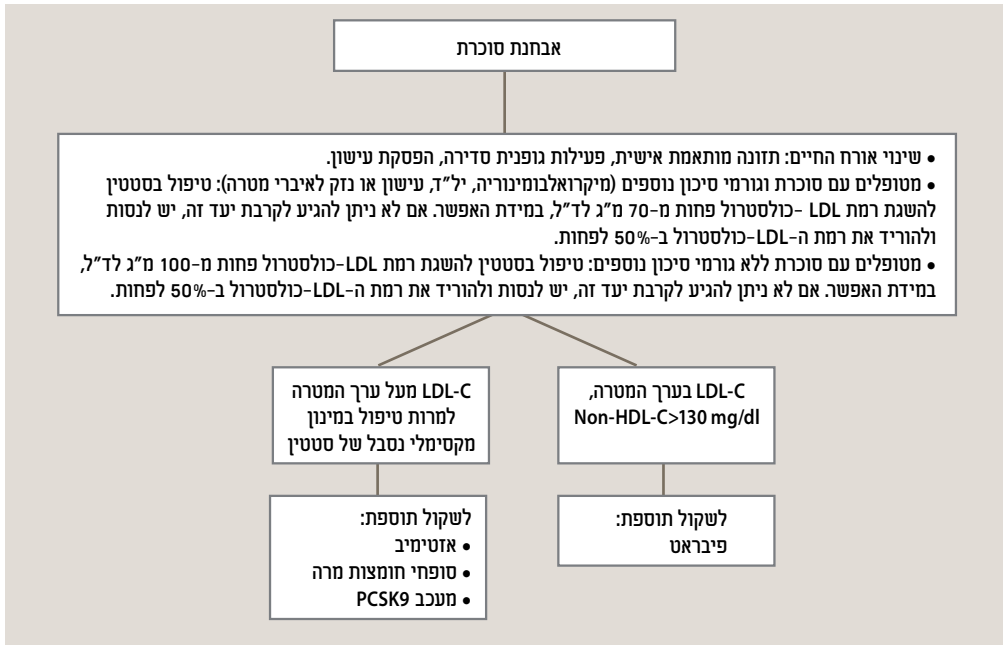 אבחנת סוכרת
• שינוי אורח החיים: תזונה מותאמת אישית, פעילות גופנית סדירה, הפסקת עישון.
• מטופלים עם סוכרת וגורמי סיכון נוספים (מיקרואלבומינוריה, יל"ד, עישון או נזק לאיברי מטרה): טיפול בסטטין
להשגת רמת LDL -כולסטרול פחות מ-70 מ"ג לד"ל, במידת האפשר. אם לא ניתן להגיע לקרבת יעד זה, יש לנסות
ולהוריד את רמת ה-LDL-כולסטרול ב-50% לפחות.
• מטופלים עם סוכרת ללא גורמי סיכון נוספים: טיפול בסטטין להשגת רמת LDL-כולסטרול פחות מ-100 מ"ג לד"ל,
במידת האפשר. אם לא ניתן להגיע לקרבת יעד זה, יש לנסות ולהוריד את רמת ה-LDL-כולסטרול ב-50% לפחות.
LDL-C בערך המטרה,
Non-HDL-C>130 mg/dl
לשקול תוספת:
פיבראט
LDL-C מעל ערך המטרה
למרות טיפול במינון
מקסימלי נסבל של סטטין
לשקול תוספת:
• אזטימיב
• סופחי חומצות מרה
• מעכב PCSK9